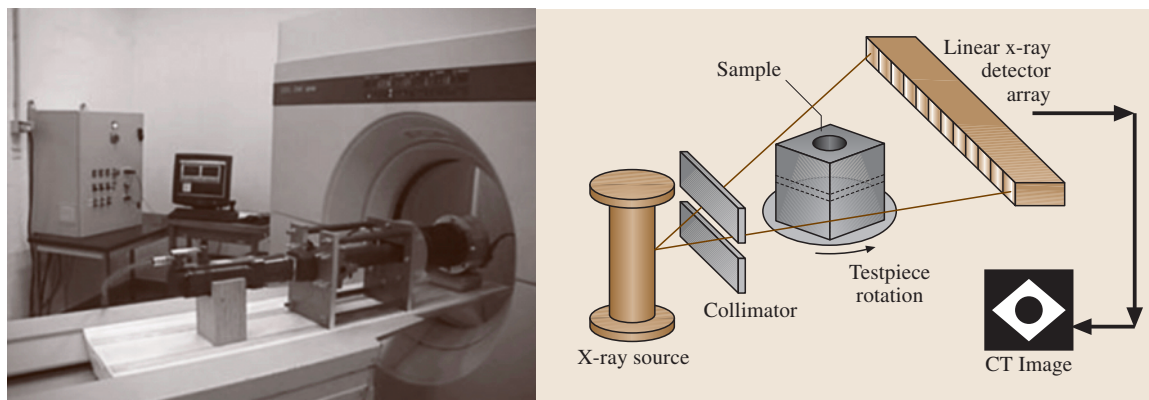 Sample
Linear x-ray
detector
array
Testpiece
rotation
Collimator
X-ray source
CT Image